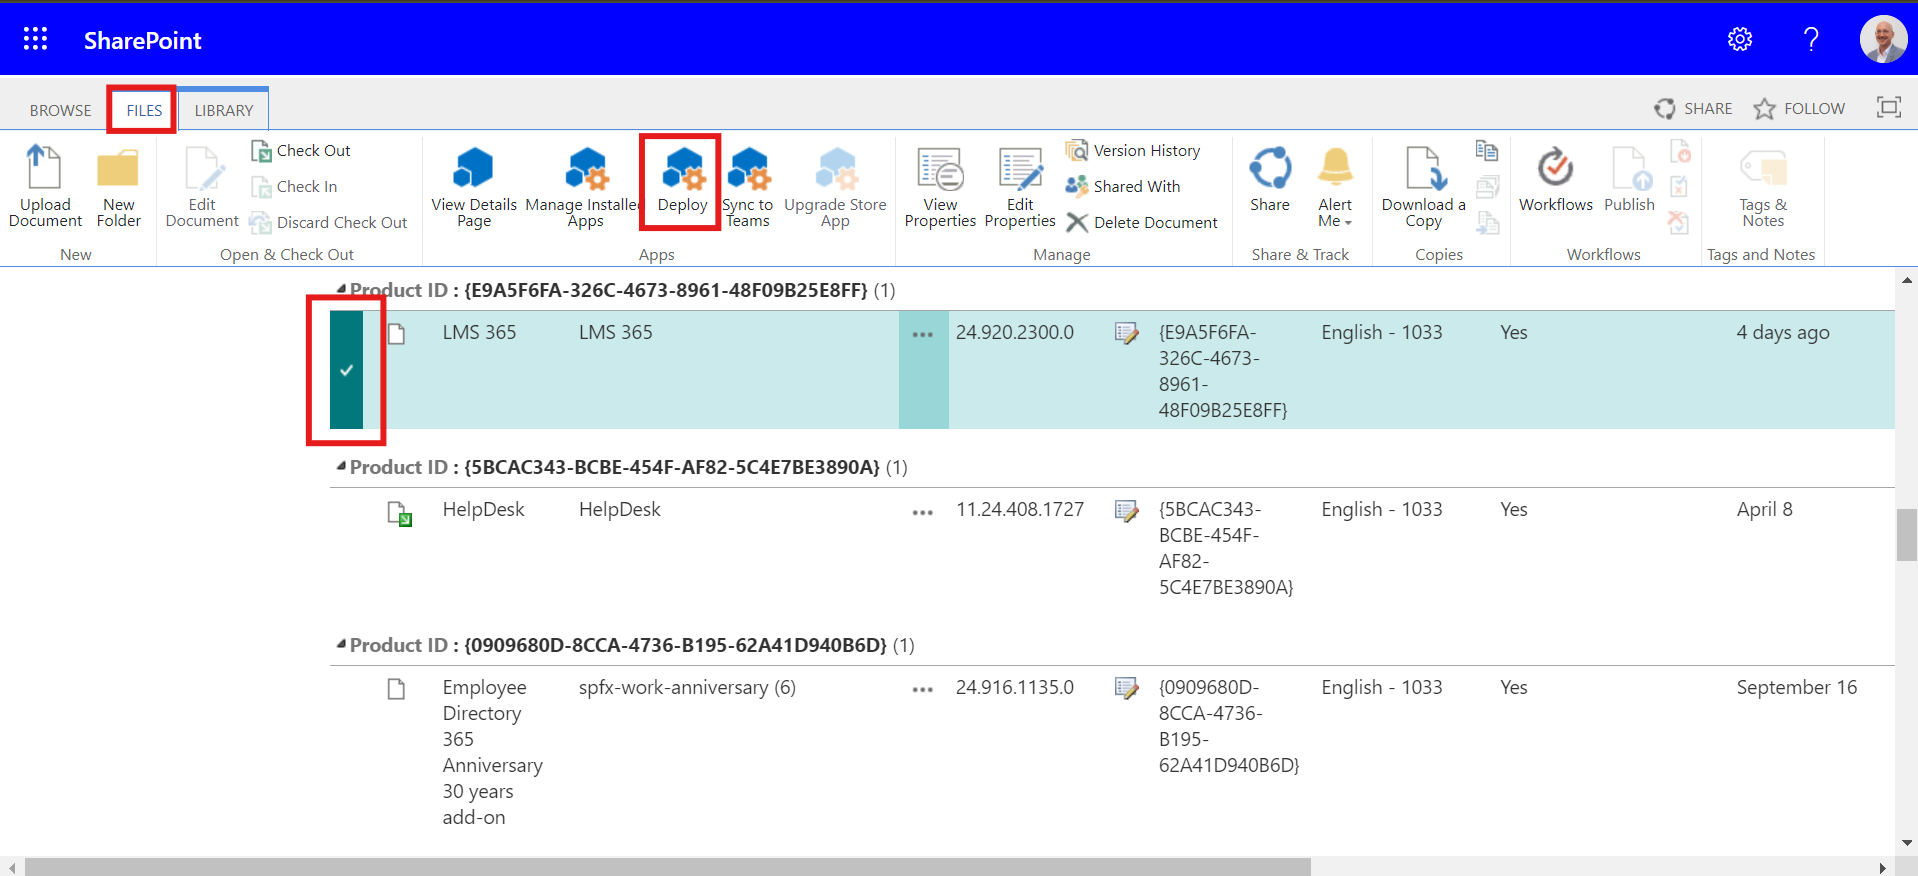 SharePoint
BROWSE
FILES
LIBRARY
SHARE
FOLLOW
Upload Document
New Folder
Edit Document
Check Out
Check In
Discard Check Out
View Details Page
Manage Installe Apps
Deploy
Sync to Teams
Upgrade Store App
View Properties
Edit Properties
Version History
Shared With
Delete Document
Share
Alert Me
Download a Copy
Workflows
Publish
Tags & Notes
New
Open & Check Out
Apps
Manage
Share & Track
Copies
Workflows
Tags and Notes
Product ID : {E9A5F6FA-326C-4673-8961-48F09B25E8FF} (1)
LMS 365 LMS 365 ... 24.920.2300.0 {E9A5F6FA- English - 1033 Yes 4 days ago
326C-4673-
8961-
48F09B25E8FF}
Product ID : {5BCAC343-BCBE-454F-AF82-5C4E7BE3890A} (1)
HelpDesk HelpDesk ... 11.24.408.1727 {5BCAC343- English - 1033 Yes April 8
BCBE-454F-
AF82-
5C4E7BE3890A}
Product ID : {0909680D-8CCA-4736-B195-62A41D940B6D} (1)
Employee spfx-work-anniversary (6) ... 24.916.1135.0 {0909680D- English - 1033 Yes September 16
Directory 8CCA-4736-
365 B195-
Anniversary 62A41D940B6D}
30 years
add-on